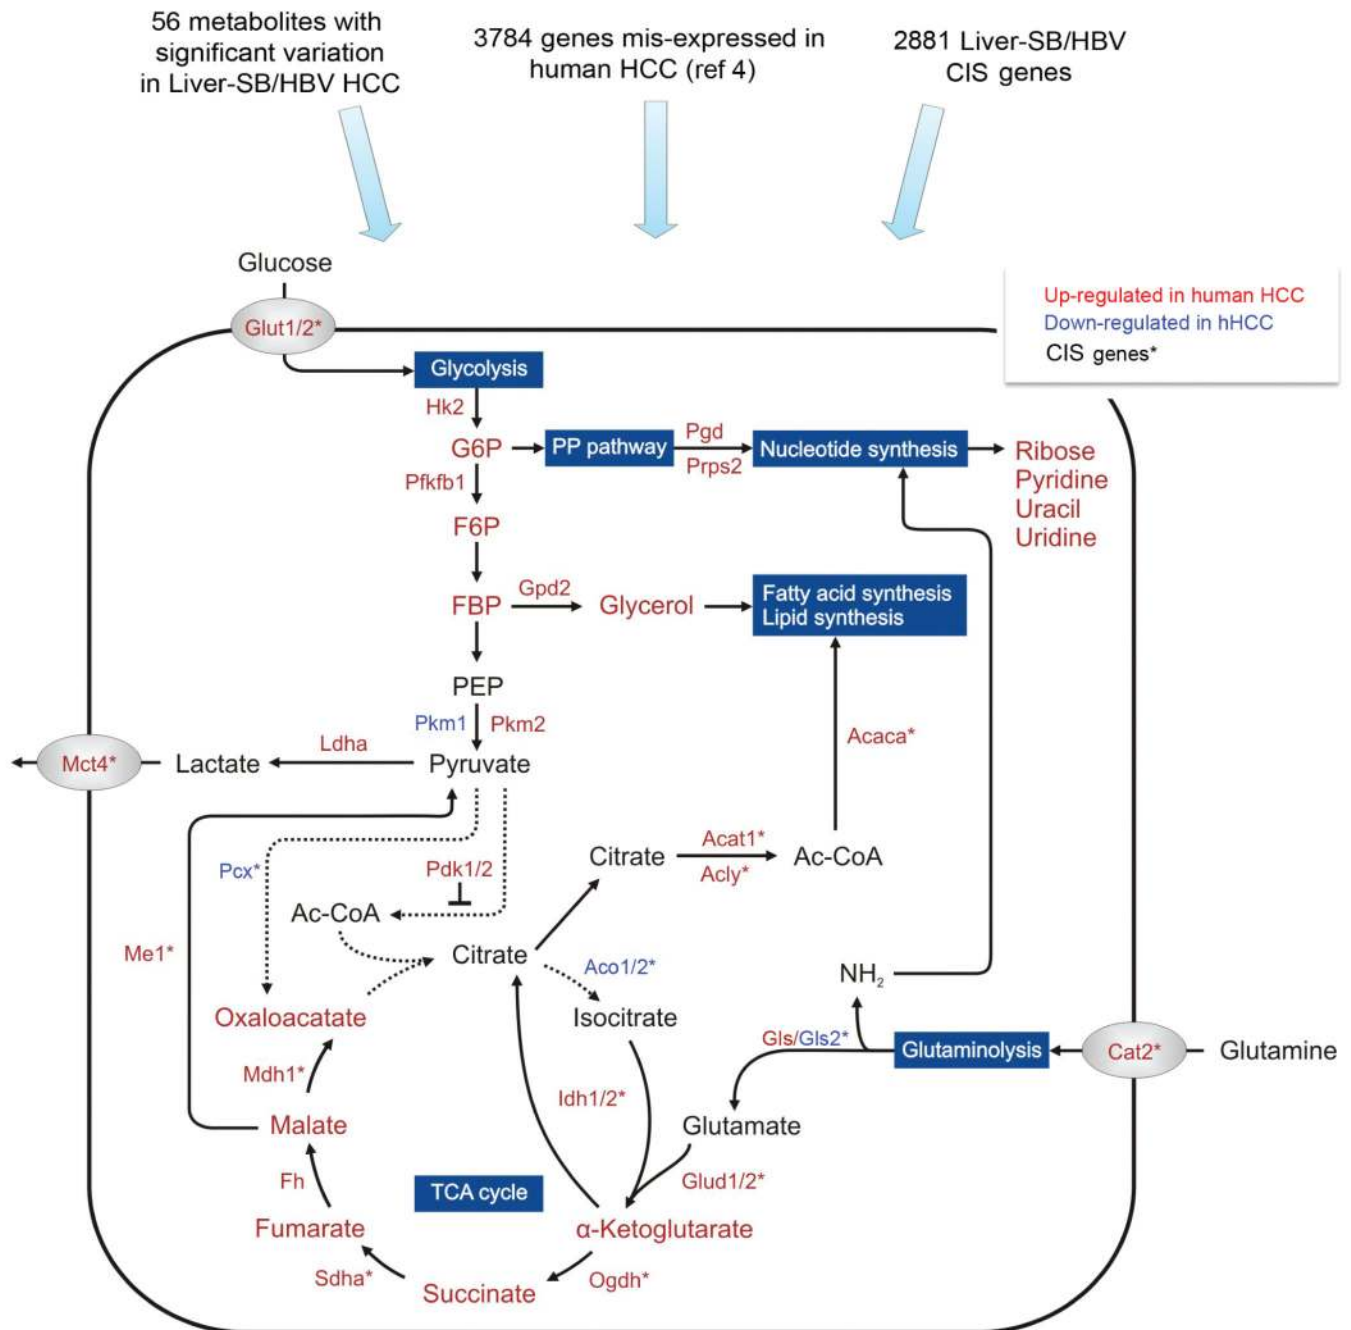 56 metabolites with
significant variation
in Liver-SB/HBV HCC
3784 genes mis-expressed in
human HCC (ref 4)
2881 Liver-SB/HBV
CIS genes
Glucose
Glut1/2*
Up-regulated in human HCC
Down-regulated in hHCC
CIS genes*
Glycolysis
Hk2
G6P
PP pathway
Pgd
Prps2
Nucleotide synthesis
Ribose
Pyridine
Uracil
Uridine
Pfkfb1
F6P
FBP
Gpd2
Glycerol
Fatty acid synthesis
Lipid synthesis
PEP
Pkm1
Pkm2
Acaca*
Mct4*
Lactate
Ldha
Pyruvate
Pcx*
Pdk1/2
Citrate
Acat1*
Acly*
Ac-CoA
Ac-CoA
Me1*
Citrate
Aco1/2*
NH2
Oxaloacatate
Isocitrate
Gls/Gls2*
Glutaminolysis
Cat2*
Glutamine
Mdh1*
Idh1/2*
Malate
Glutamate
Fh
TCA cycle
Glud1/2*
Fumarate
α-Ketoglutarate
Sdha*
Succinate
Ogdh*